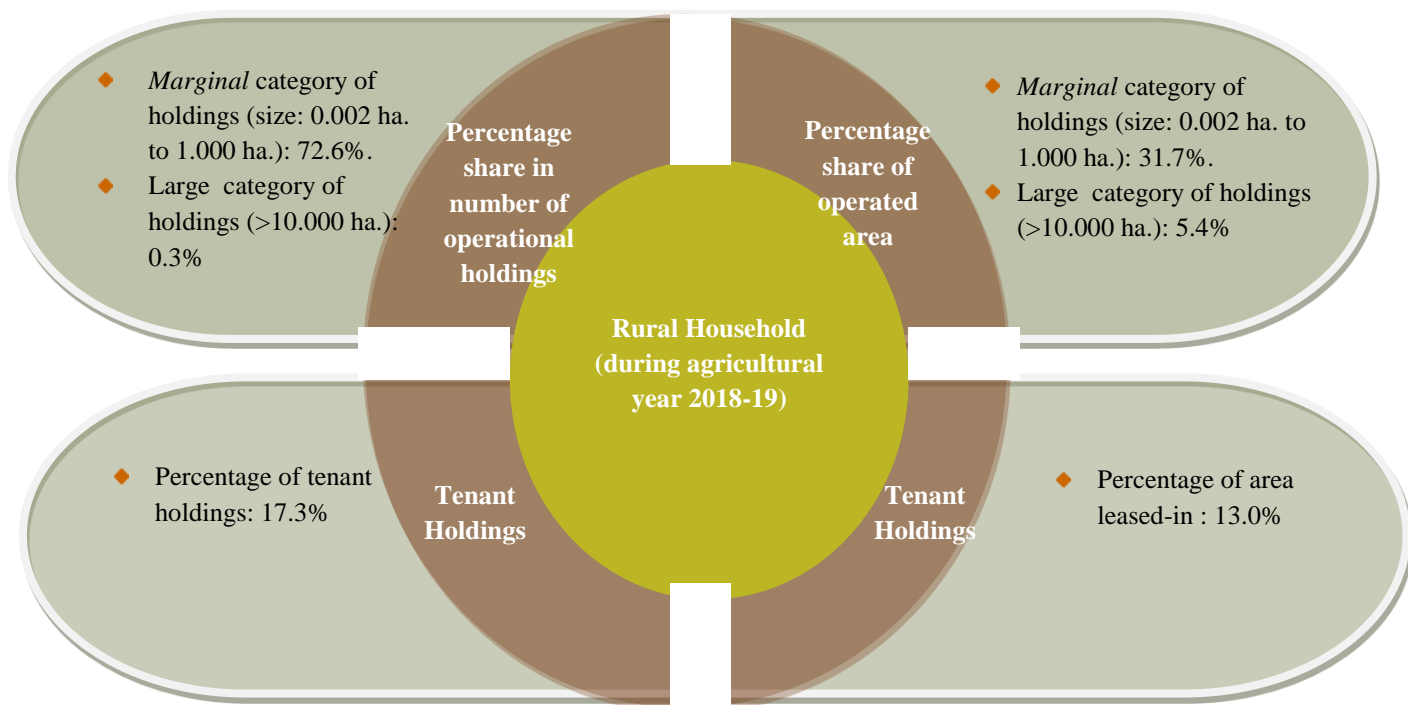 Marginal category of
holdings (size: 0.002 ha.
to 1.000 ha.): 72.6%.
Large category of
holdings (>10.000 ha.):
0.3%
Percentage
share in
number of
operational
holdings
Percentage
share of
operated
area
Marginal category of
holdings (size: 0.002 ha. to
1.000 ha.): 31.7%.
Large category of holdings
(>10.000 ha.): 5.4%
Rural Household
(during agricultural
year 2018-19)
Percentage of tenant
holdings: 17.3%
Tenant
Holdings
Tenant
Holdings
Percentage of area
leased-in : 13.0%